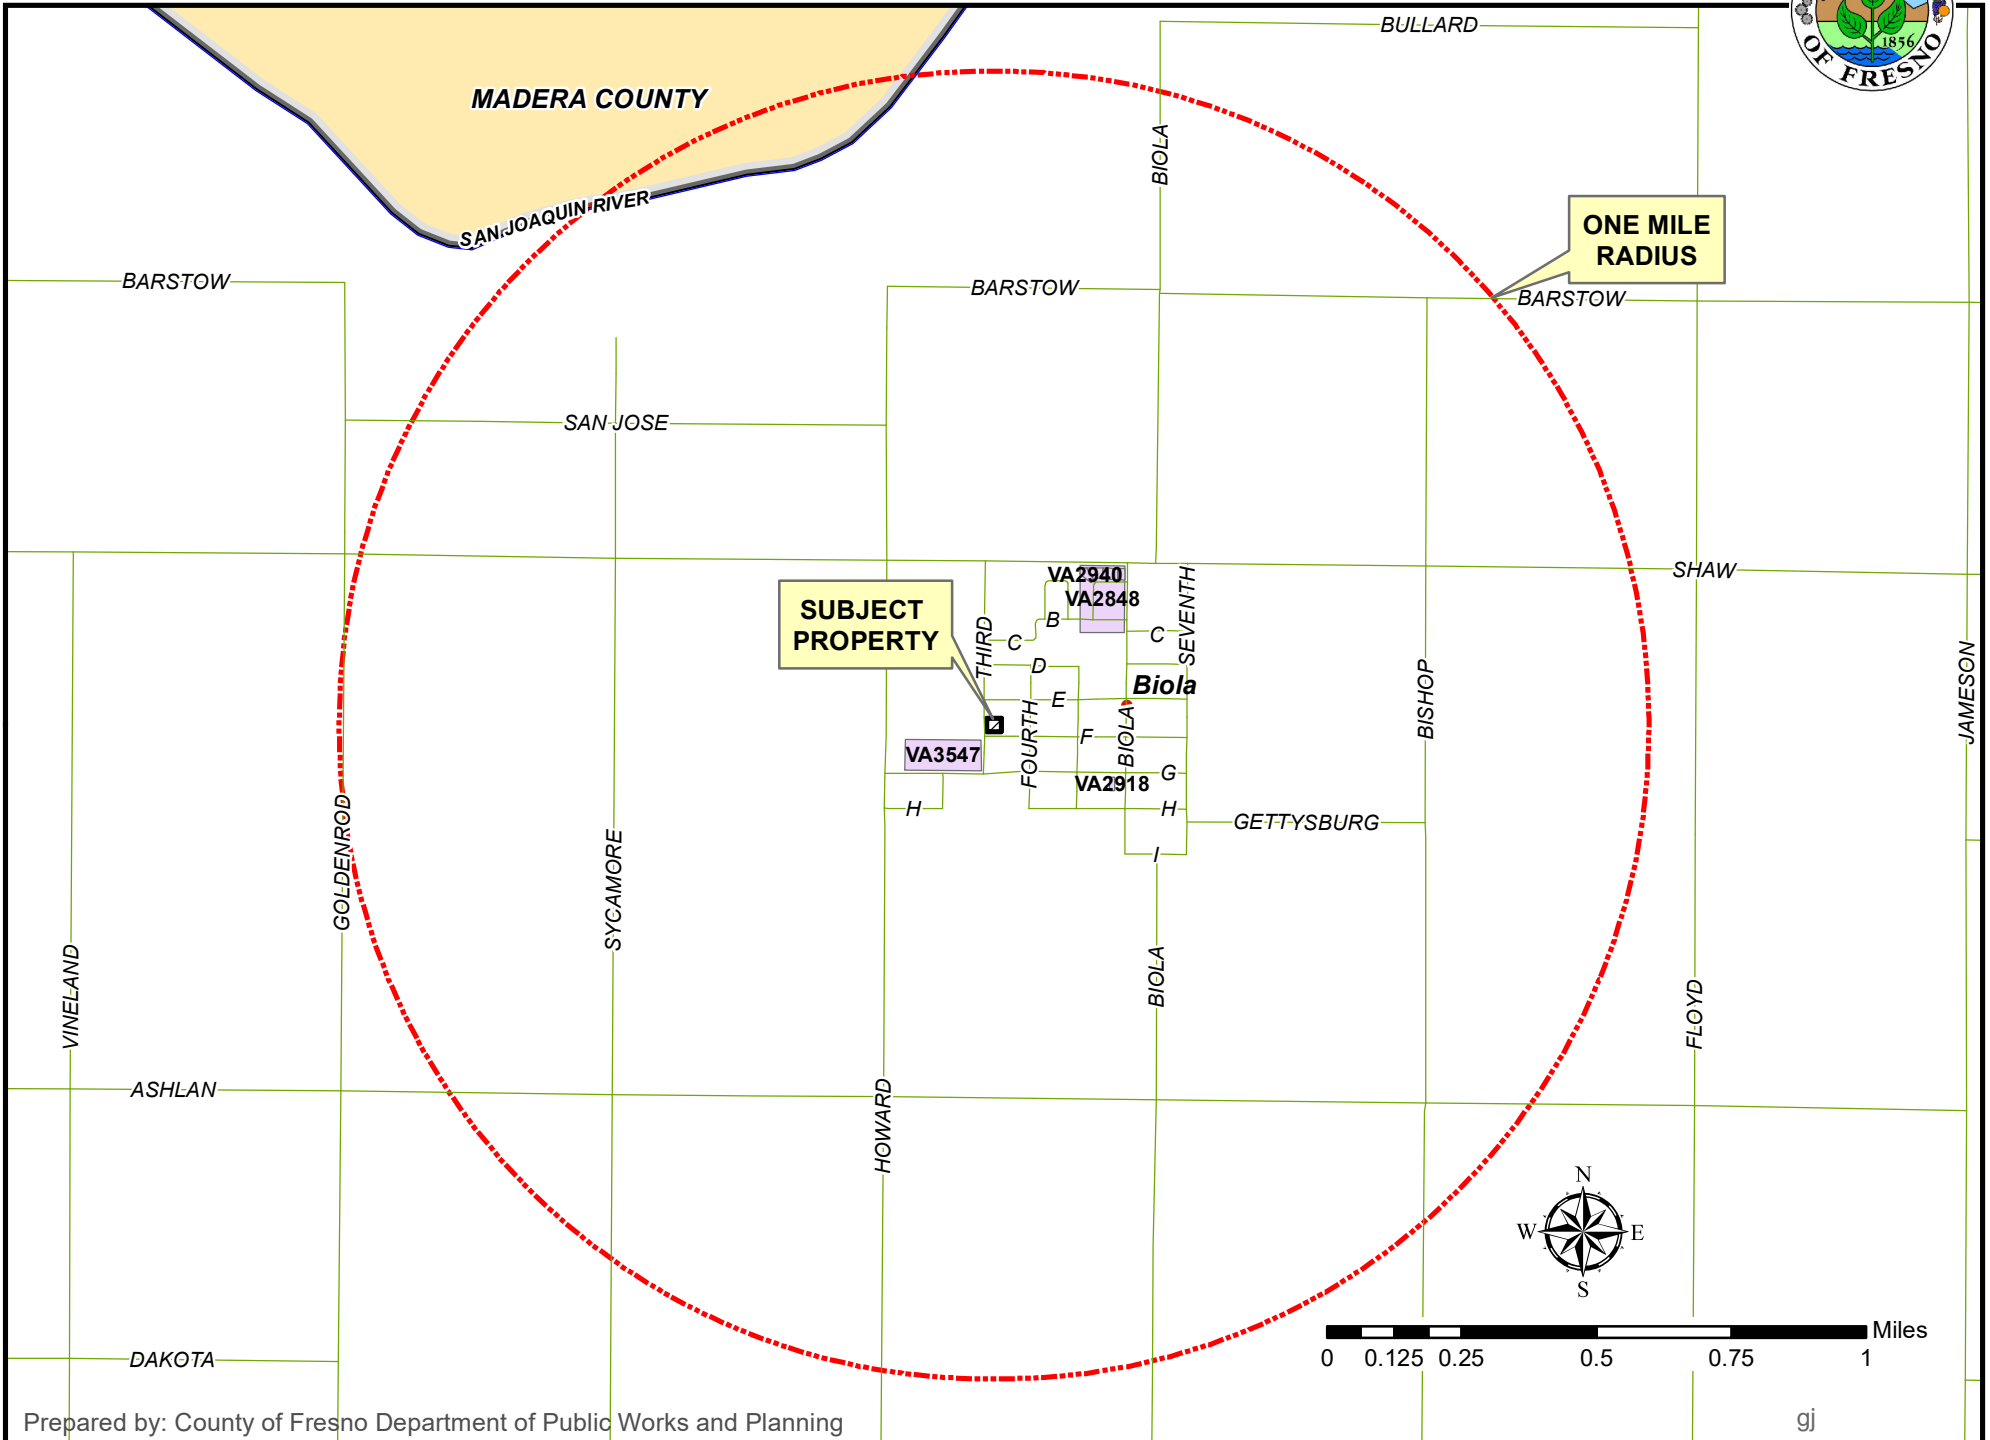 BULLARD
1856
OF FRESNO
MADERA COUNTY
BIOLA
SAN JOAQUIN RIVER
ONE MILE
RADIUS
BARSTOW
BARSTOW
BARSTOW
SAN JOSE
SHAW
VA2940
VA2848
SUBJECT
PROPERTY
THIRD
B
C
C
SEVENTH
D
E
Biola
FOURTH
F
BIOLA
BISHOP
JAMESON
VA3547
G
VA2918
H
H
GETTYSBURG
I
GOLDENROD
SYCAMORE
VINELAND
BIOLA
FLOYD
ASHLAN
HOWARD
N
W
E
S
DAKOTA
Miles
0 0.125 0.25 0.5 0.75 1
Prepared by: County of Fresno Department of Public Works and Planning
gj